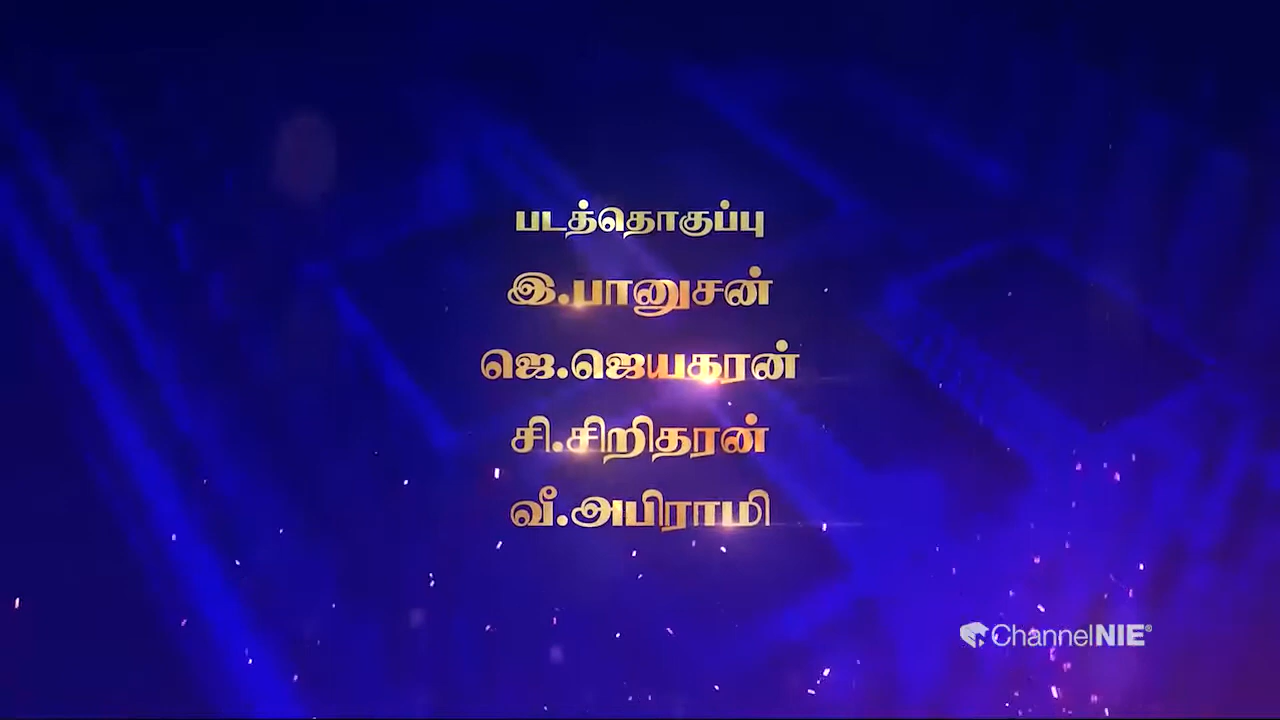 படத்தொகுப்பு
இ.பானுசன்
ஜெ.ஜெயகரன்
சி.சிறிதரன்
வீ.அபிராமி
ChannelNIE®